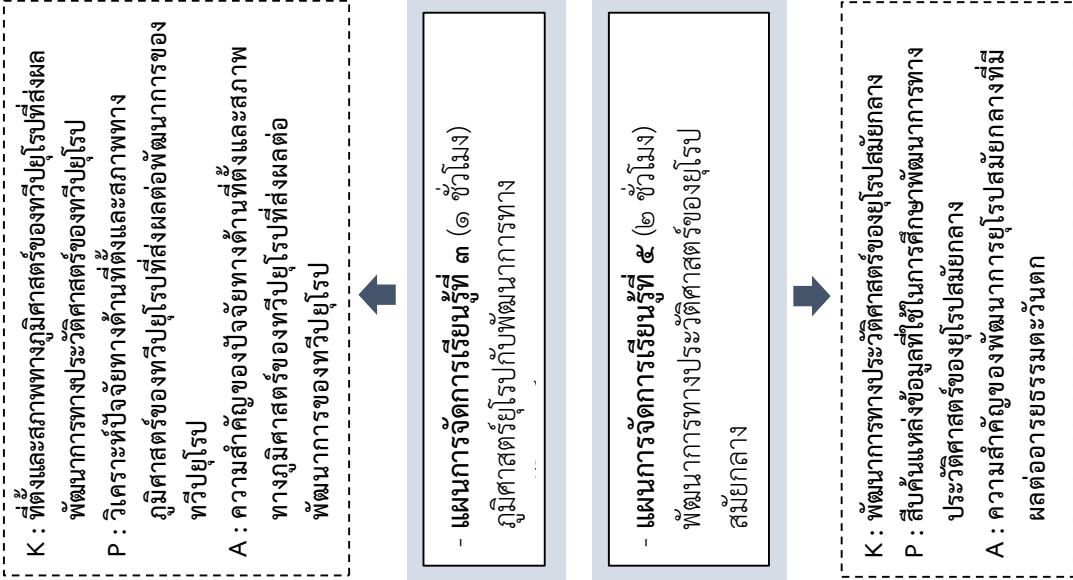 K : ที่ตั้งและสภาพทางภูมิศาสตร์ของทวีปยุโรปที่ส่งผล
พัฒนาการทางประวัติศาสตร์ของทวีปยุโรป
P : วิเคราะห์ปัจจัยทางด้านที่ตั้งและสภาพทาง
ภูมิศาสตร์ของทวีปยุโรปที่ส่งผลต่อพัฒนาการของ
ทวีปยุโรป
A : ความสำคัญของปัจจัยทางด้านที่ตั้งและสภาพ
ทางภูมิศาสตร์ของทวีปยุโรปที่ส่งผลต่อ
พัฒนาการของทวีปยุโรป
- แผนการจัดการเรียนรู้ที่ ๓ (๑ ชั่วโมง)
ภูมิศาสตร์ยุโรปกับพัฒนาการทาง
- แผนการจัดการเรียนรู้ที่ ๕ (๒ ชั่วโมง)
พัฒนาการทางประวัติศาสตร์ของยุโรป
สมัยกลาง
K : พัฒนาการทางประวัติศาสตร์ของยุโรปสมัยกลาง
P : สืบค้นแหล่งข้อมูลที่ใช้ในการศึกษาพัฒนาการทาง
ประวัติศาสตร์ของยุโรปสมัยกลาง
A : ความสำคัญของพัฒนาการยุโรปสมัยกลางที่มี
ผลต่ออารยธรรมตะวันตก